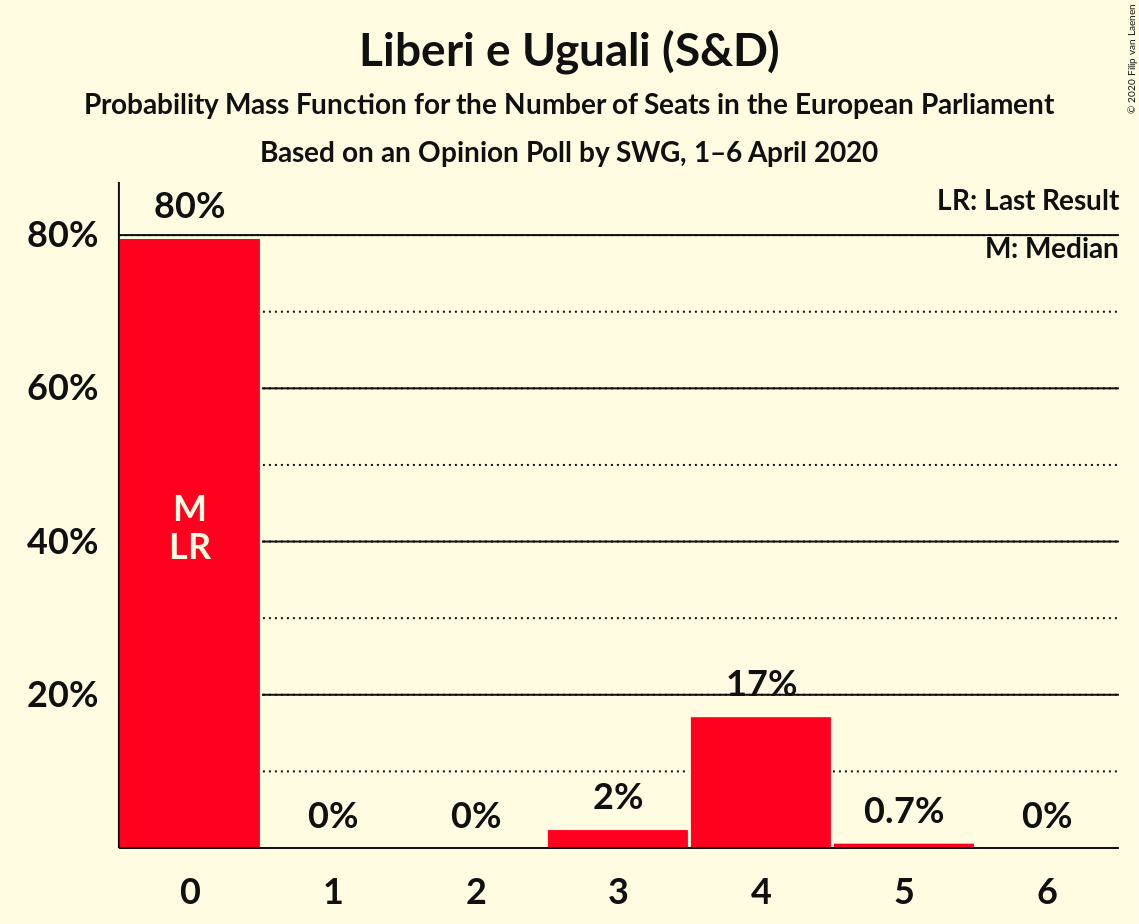 Liberi e Uguali (S&D)
Probability Mass Function for the Number of Seats in the European Parliament
Based on an Opinion Poll by SWG, 1–6 April 2020
© 2020 Filip van Laenen
LR: Last Result
M: Median
80%
60%
40%
20%
80%
M
LR
0%
0%
2%
17%
0.7%
0%
0 1 2 3 4 5 6